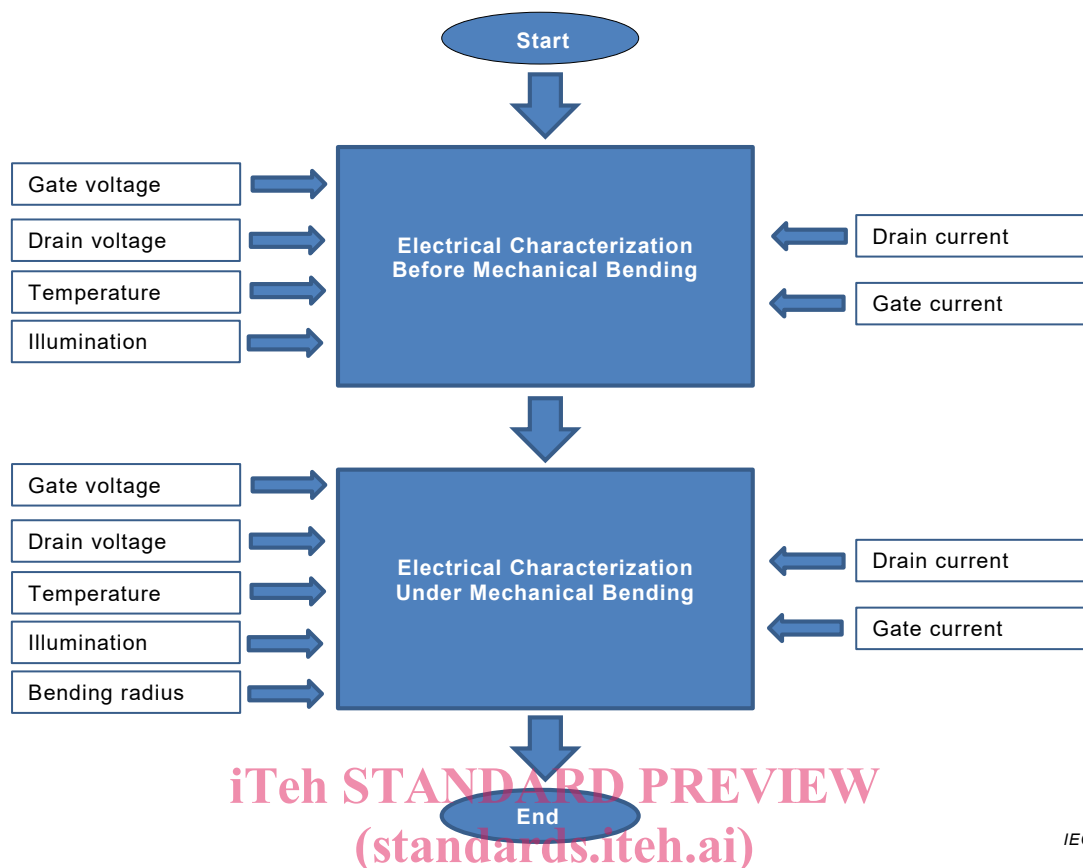 Start
Gate voltage
Drain voltage
Temperature
Illumination
Electrical Characterization
Before Mechanical Bending
Drain current
Gate current
Gate voltage
Drain voltage
Temperature
Illumination
Bending radius
Electrical Characterization
Under Mechanical Bending
Drain current
Gate current
iTeh STANDARD PREVIEW
End
(standards.iteh.ai)